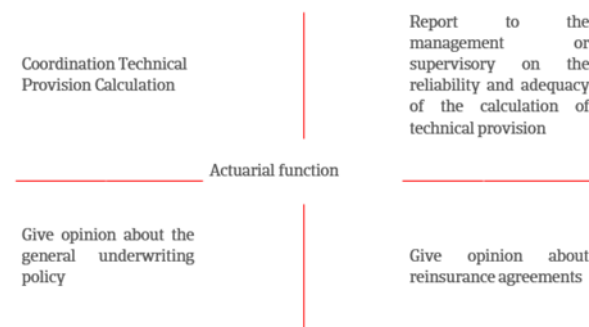 Coordination Technical
Provision Calculation
Report to the
management or
supervisory on the
reliability and adequacy
of the calculation of
technical provision
Actuarial function
Give opinion about the
general underwriting
policy
Give opinion about
reinsurance agreements